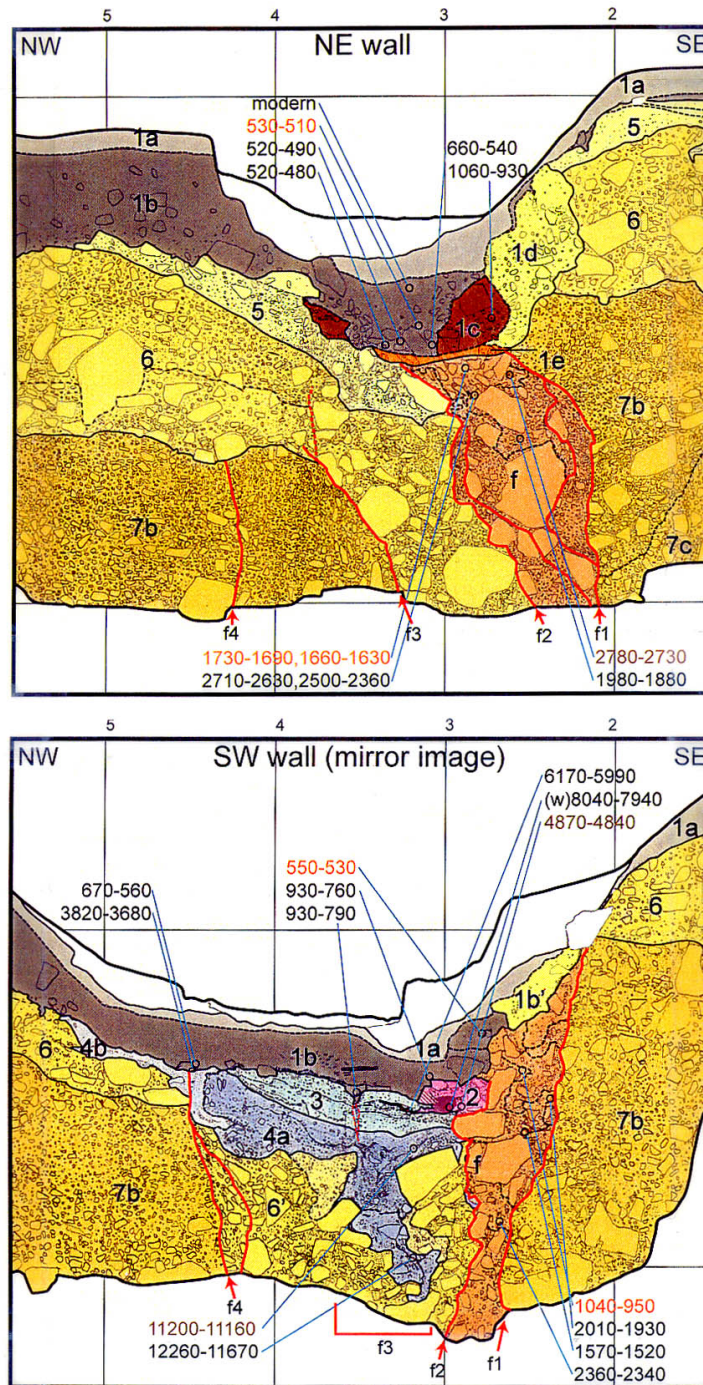 5 4 3 2
NW NE wall SE
modern
530-510
520-490
520-480
660-540
1060-930
1a
1a
5
1b
1d
6
5
1c
6
1e
7b
f
7b
7c
f4 f3 f2 f1
1730-1690,1660-1630
2710-2630,2500-2360
2780-2730
1980-1880
5 4 3 2
NW SW wall (mirror image) SE
6170-5990
(w)8040-7940
4870-4840
550-530
930-760
930-790
670-560
3820-3680
1a
6
1b'
1a
1b
6 4b
3
2
4a
7b
f
7b
6'
f4
f3
f2
f1
11200-11160
12260-11670
1040-950
2010-1930
1570-1520
2360-2340